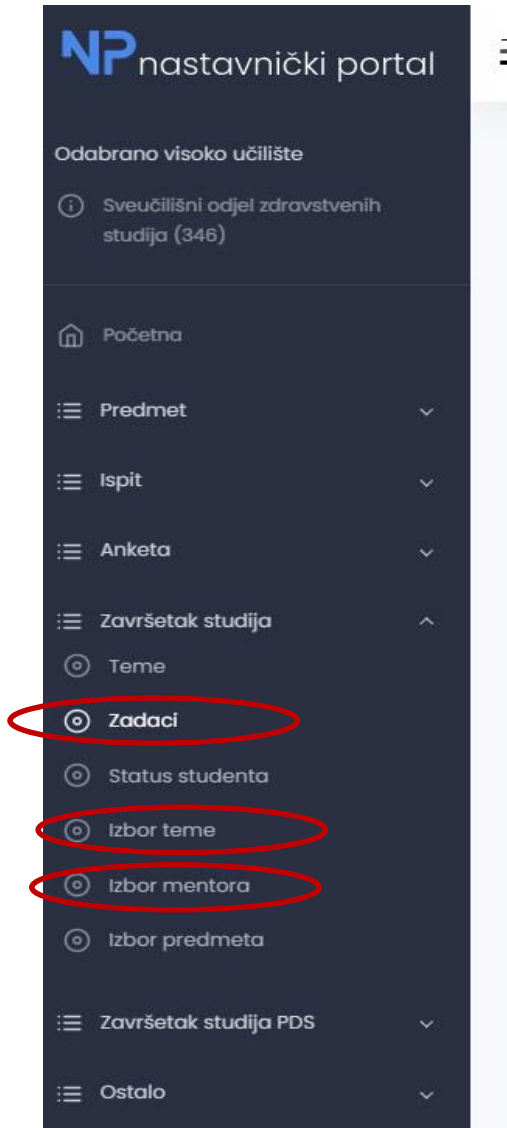 NP nastavnički portal
Odabrano visoko učilište
Sveučilišni odjel zdravstvenih
studija (346)
Početna
Predmet
Ispit
Anketa
Završetak studija
Teme
Zadaci
Status studenta
Izbor teme
Izbor mentora
Izbor predmeta
Završetak studija PDS
Ostalo